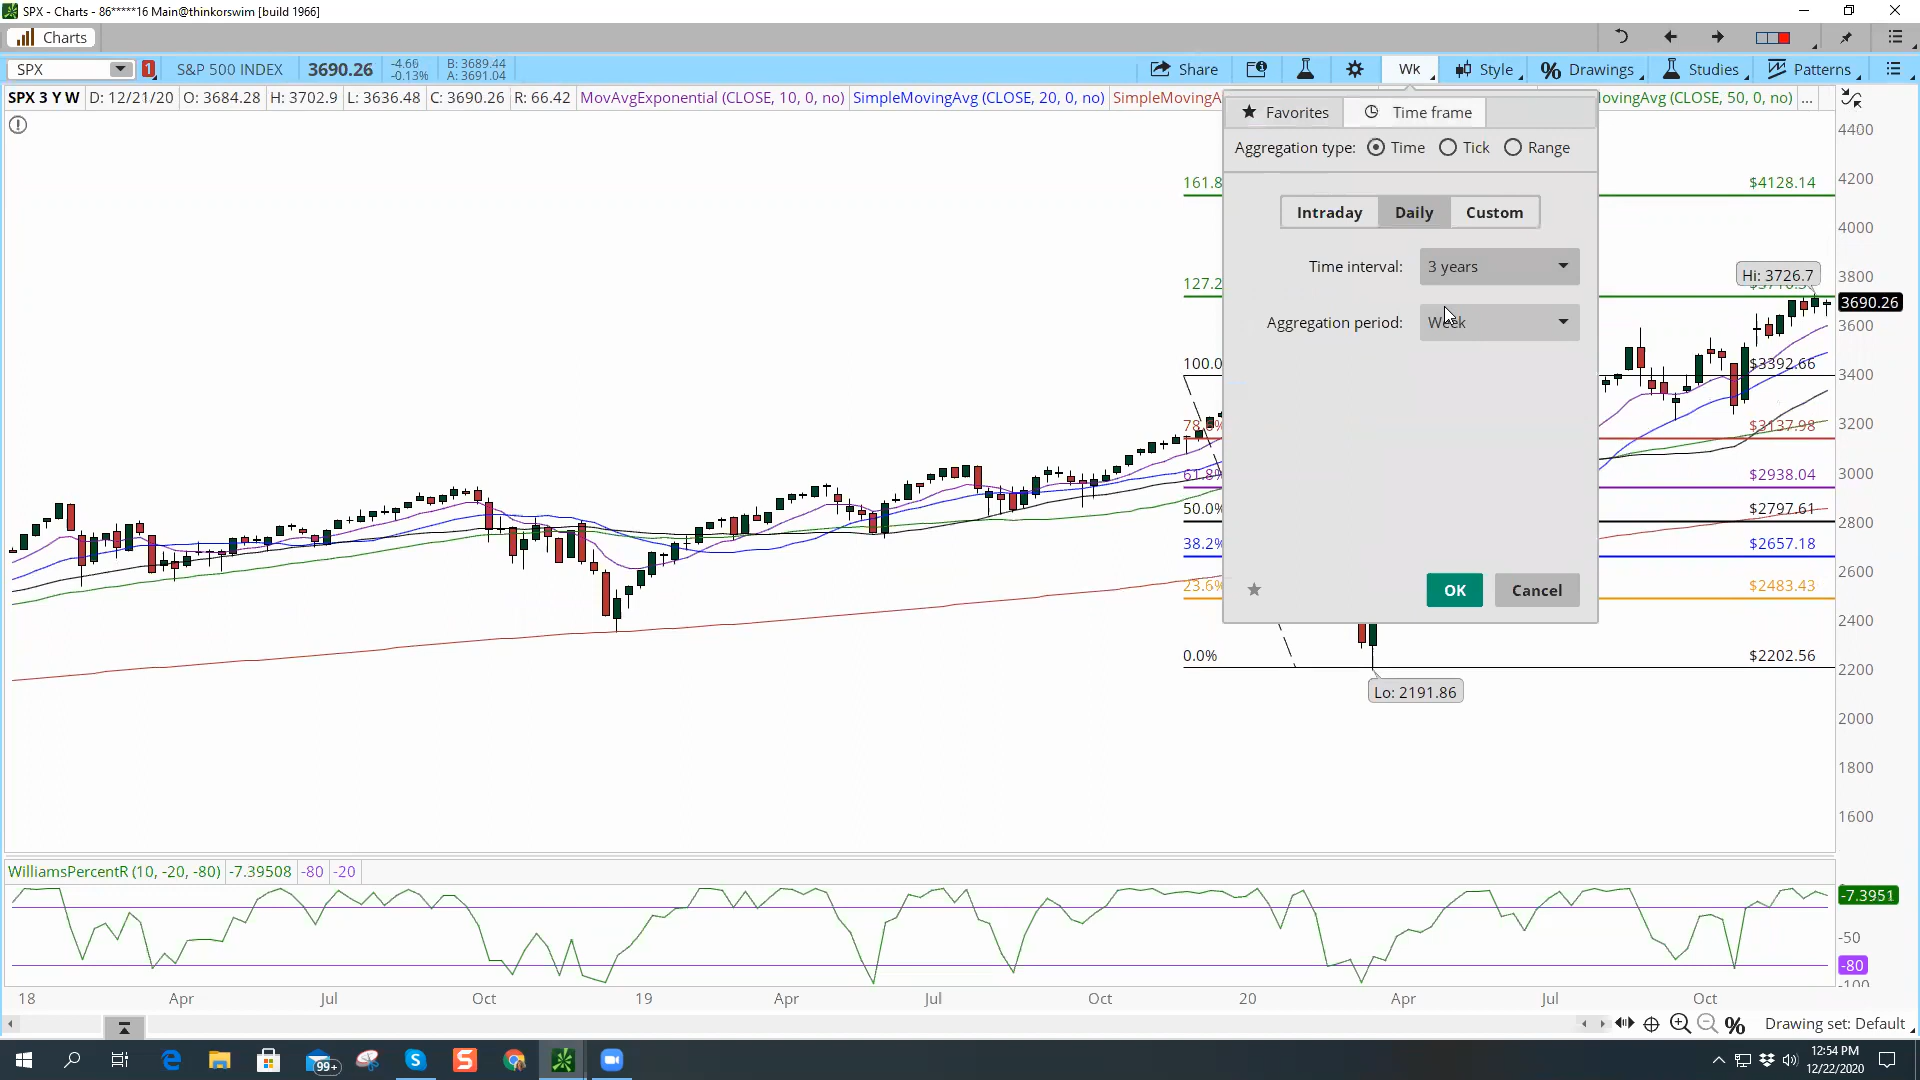 SPX - Charts - 86*****16 Main@thinkorswim [build 1966]
Charts
SPX 1 S&P 500 INDEX 3690.26 -4.66 B: 3689.44
-0.13% A: 3691.04
Share Wk Style Drawings Studies Patterns
SPX 3 Y W D: 12/21/20 O: 3684.28 H: 3702.9 L: 3636.48 C: 3690.26 R: 66.42 MovAvgExponential (CLOSE, 10, 0, no) SimpleMovingAvg (CLOSE, 20, 0, no) SimpleMovingA (CLOSE, 50, 0, no) ...
Favorites Time frame
Aggregation type: Time Tick Range
Intraday Daily Custom
Time interval: 3 years
Aggregation period: Week
OK Cancel
161.8 $4128.14
127.2
Hi: 3726.7
100.0 $3392.66
78.6% $3137.98
61.8% $2938.04
50.0% $2797.61
38.2% $2657.18
23.6% $2483.43
0.0% $2202.56
Lo: 2191.86
4400
4200
4000
3800
3690.26
3600
3400
3200
3000
2800
2600
2400
2200
2000
1800
1600
WilliamsPercentR (10, -20, -80) -7.39508 -80 -20
-7.3951
-50
-80
-100
18 Apr Jul Oct 19 Apr Jul Oct 20 Apr Jul Oct
Drawing set: Default
99+
12:54 PM
12/22/2020